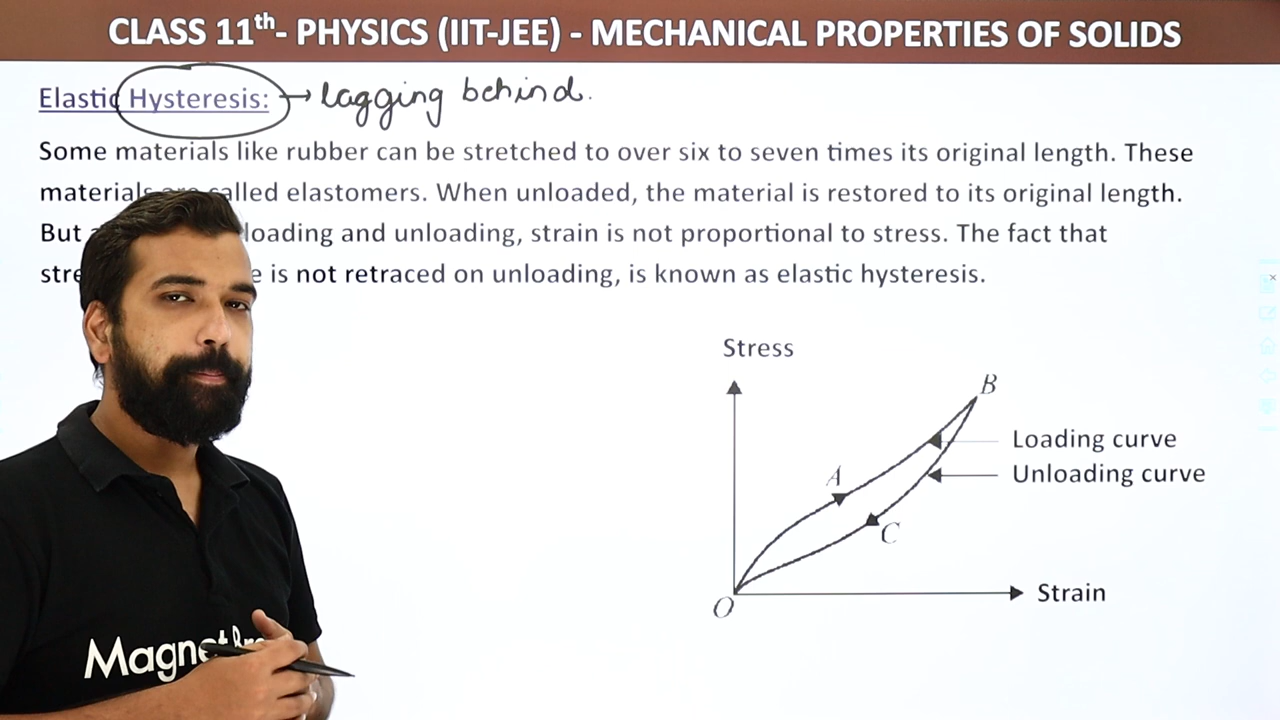 CLASS 11th- PHYSICS (IIT-JEE) - MECHANICAL PROPERTIES OF SOLIDS
Elastic Hysteresis: → lagging behind.
Some materials like rubber can be stretched to over six to seven times its original length. These
materials called elastomers. When unloaded, the material is restored to its original length.
But loading and unloading, strain is not proportional to stress. The fact that
is not retraced on unloading, is known as elastic hysteresis.
Stress
B
Loading curve
A
Unloading curve
C
Strain
O
Magnet